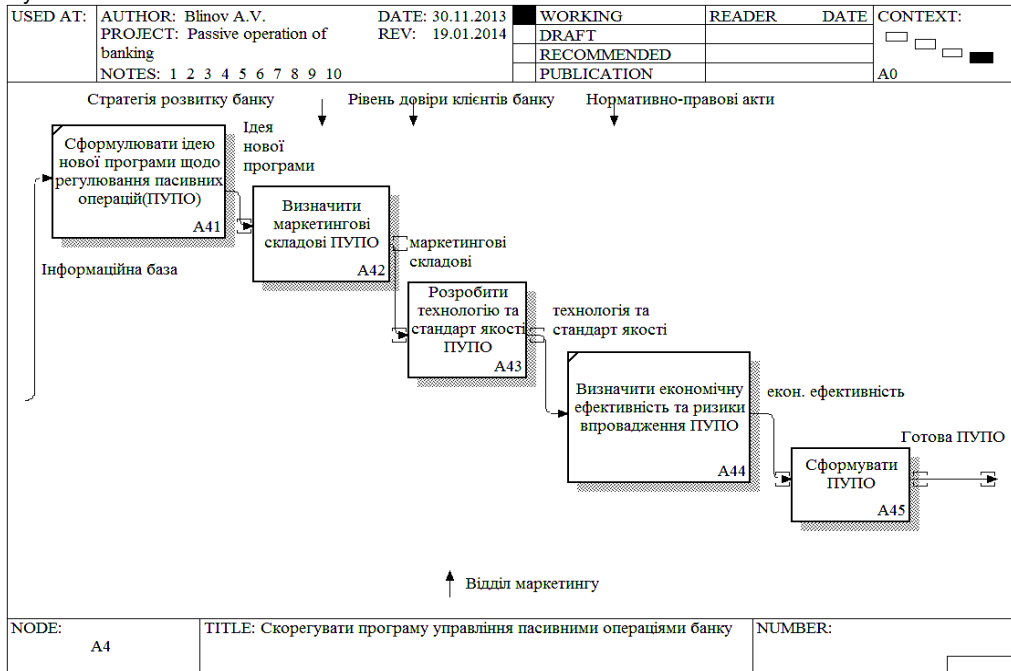 USED AT:
AUTHOR: Blinov A.V.
DATE: 30.11.2013
PROJECT: Passive operation of
banking
REV: 19.01.2014
NOTES: 1 2 3 4 5 6 7 8 9 10
WORKING
DRAFT
RECOMMENDED
PUBLICATION
READER DATE
CONTEXT:
A0
Стратегія розвитку банку
Рівень довіри клієнтів банку
Нормативно-правові акти
Сформулювати ідею
нової програми щодо
регулювання пасивних
операцій(ПУПО)
A41
Ідея
нової
програми
Визначити
маркетингові
складові ПУПО
A42
Інформаційна база
маркетингові
складові
Розробити
технологію та
стандарт якості
ПУПО
A43
технологія та
стандарт якості
Визначити економічну
ефективність та ризики
впровадження ПУПО
A44
екон. ефективність
Готова ПУПО
Сформувати
ПУПО
A45
Відділ маркетингу
NODE:
A4
TITLE: Скорегувати програму управління пасивними операціями банку
NUMBER: